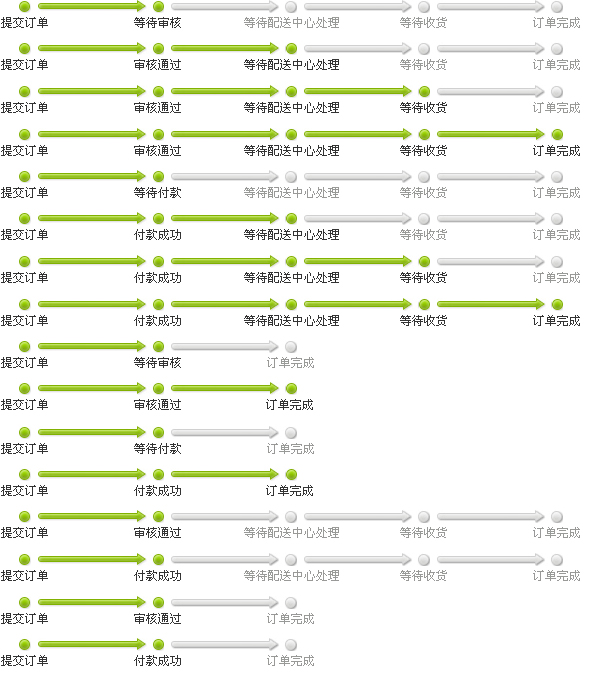 提交订单 等待审核 等待配送中心处理 等待收货 订单完成
提交订单 审核通过 等待配送中心处理 等待收货 订单完成
提交订单 审核通过 等待配送中心处理 等待收货 订单完成
提交订单 审核通过 等待配送中心处理 等待收货 订单完成
提交订单 等待付款 等待配送中心处理 等待收货 订单完成
提交订单 付款成功 等待配送中心处理 等待收货 订单完成
提交订单 付款成功 等待配送中心处理 等待收货 订单完成
提交订单 付款成功 等待配送中心处理 等待收货 订单完成
提交订单 等待审核 订单完成
提交订单 审核通过 订单完成
提交订单 等待付款 订单完成
提交订单 付款成功 订单完成
提交订单 审核通过 等待配送中心处理 等待收货 订单完成
提交订单 付款成功 等待配送中心处理 等待收货 订单完成
提交订单 审核通过 订单完成
提交订单 付款成功 订单完成